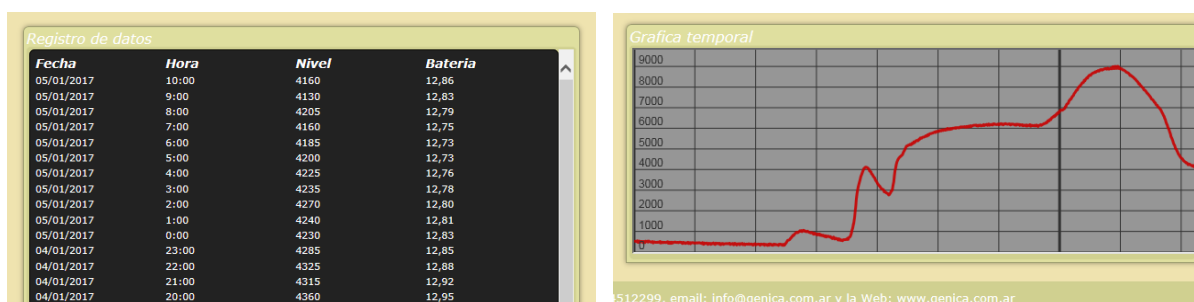 Registro de datos
Fecha Hora Nivel Bateria
05/01/2017 10:00 4160 12,86
05/01/2017 9:00 4130 12,83
05/01/2017 8:00 4205 12,79
05/01/2017 7:00 4160 12,75
05/01/2017 6:00 4185 12,73
05/01/2017 5:00 4200 12,73
05/01/2017 4:00 4225 12,76
05/01/2017 3:00 4235 12,78
05/01/2017 2:00 4270 12,80
05/01/2017 1:00 4240 12,81
05/01/2017 0:00 4230 12,83
04/01/2017 23:00 4285 12,85
04/01/2017 22:00 4325 12,88
04/01/2017 21:00 4315 12,92
04/01/2017 20:00 4360 12,95
Grafica temporal
9000
8000
7000
6000
5000
4000
3000
2000
1000
0
4512299, email: info@genica.com.ar y la Web: www.genica.com.ar